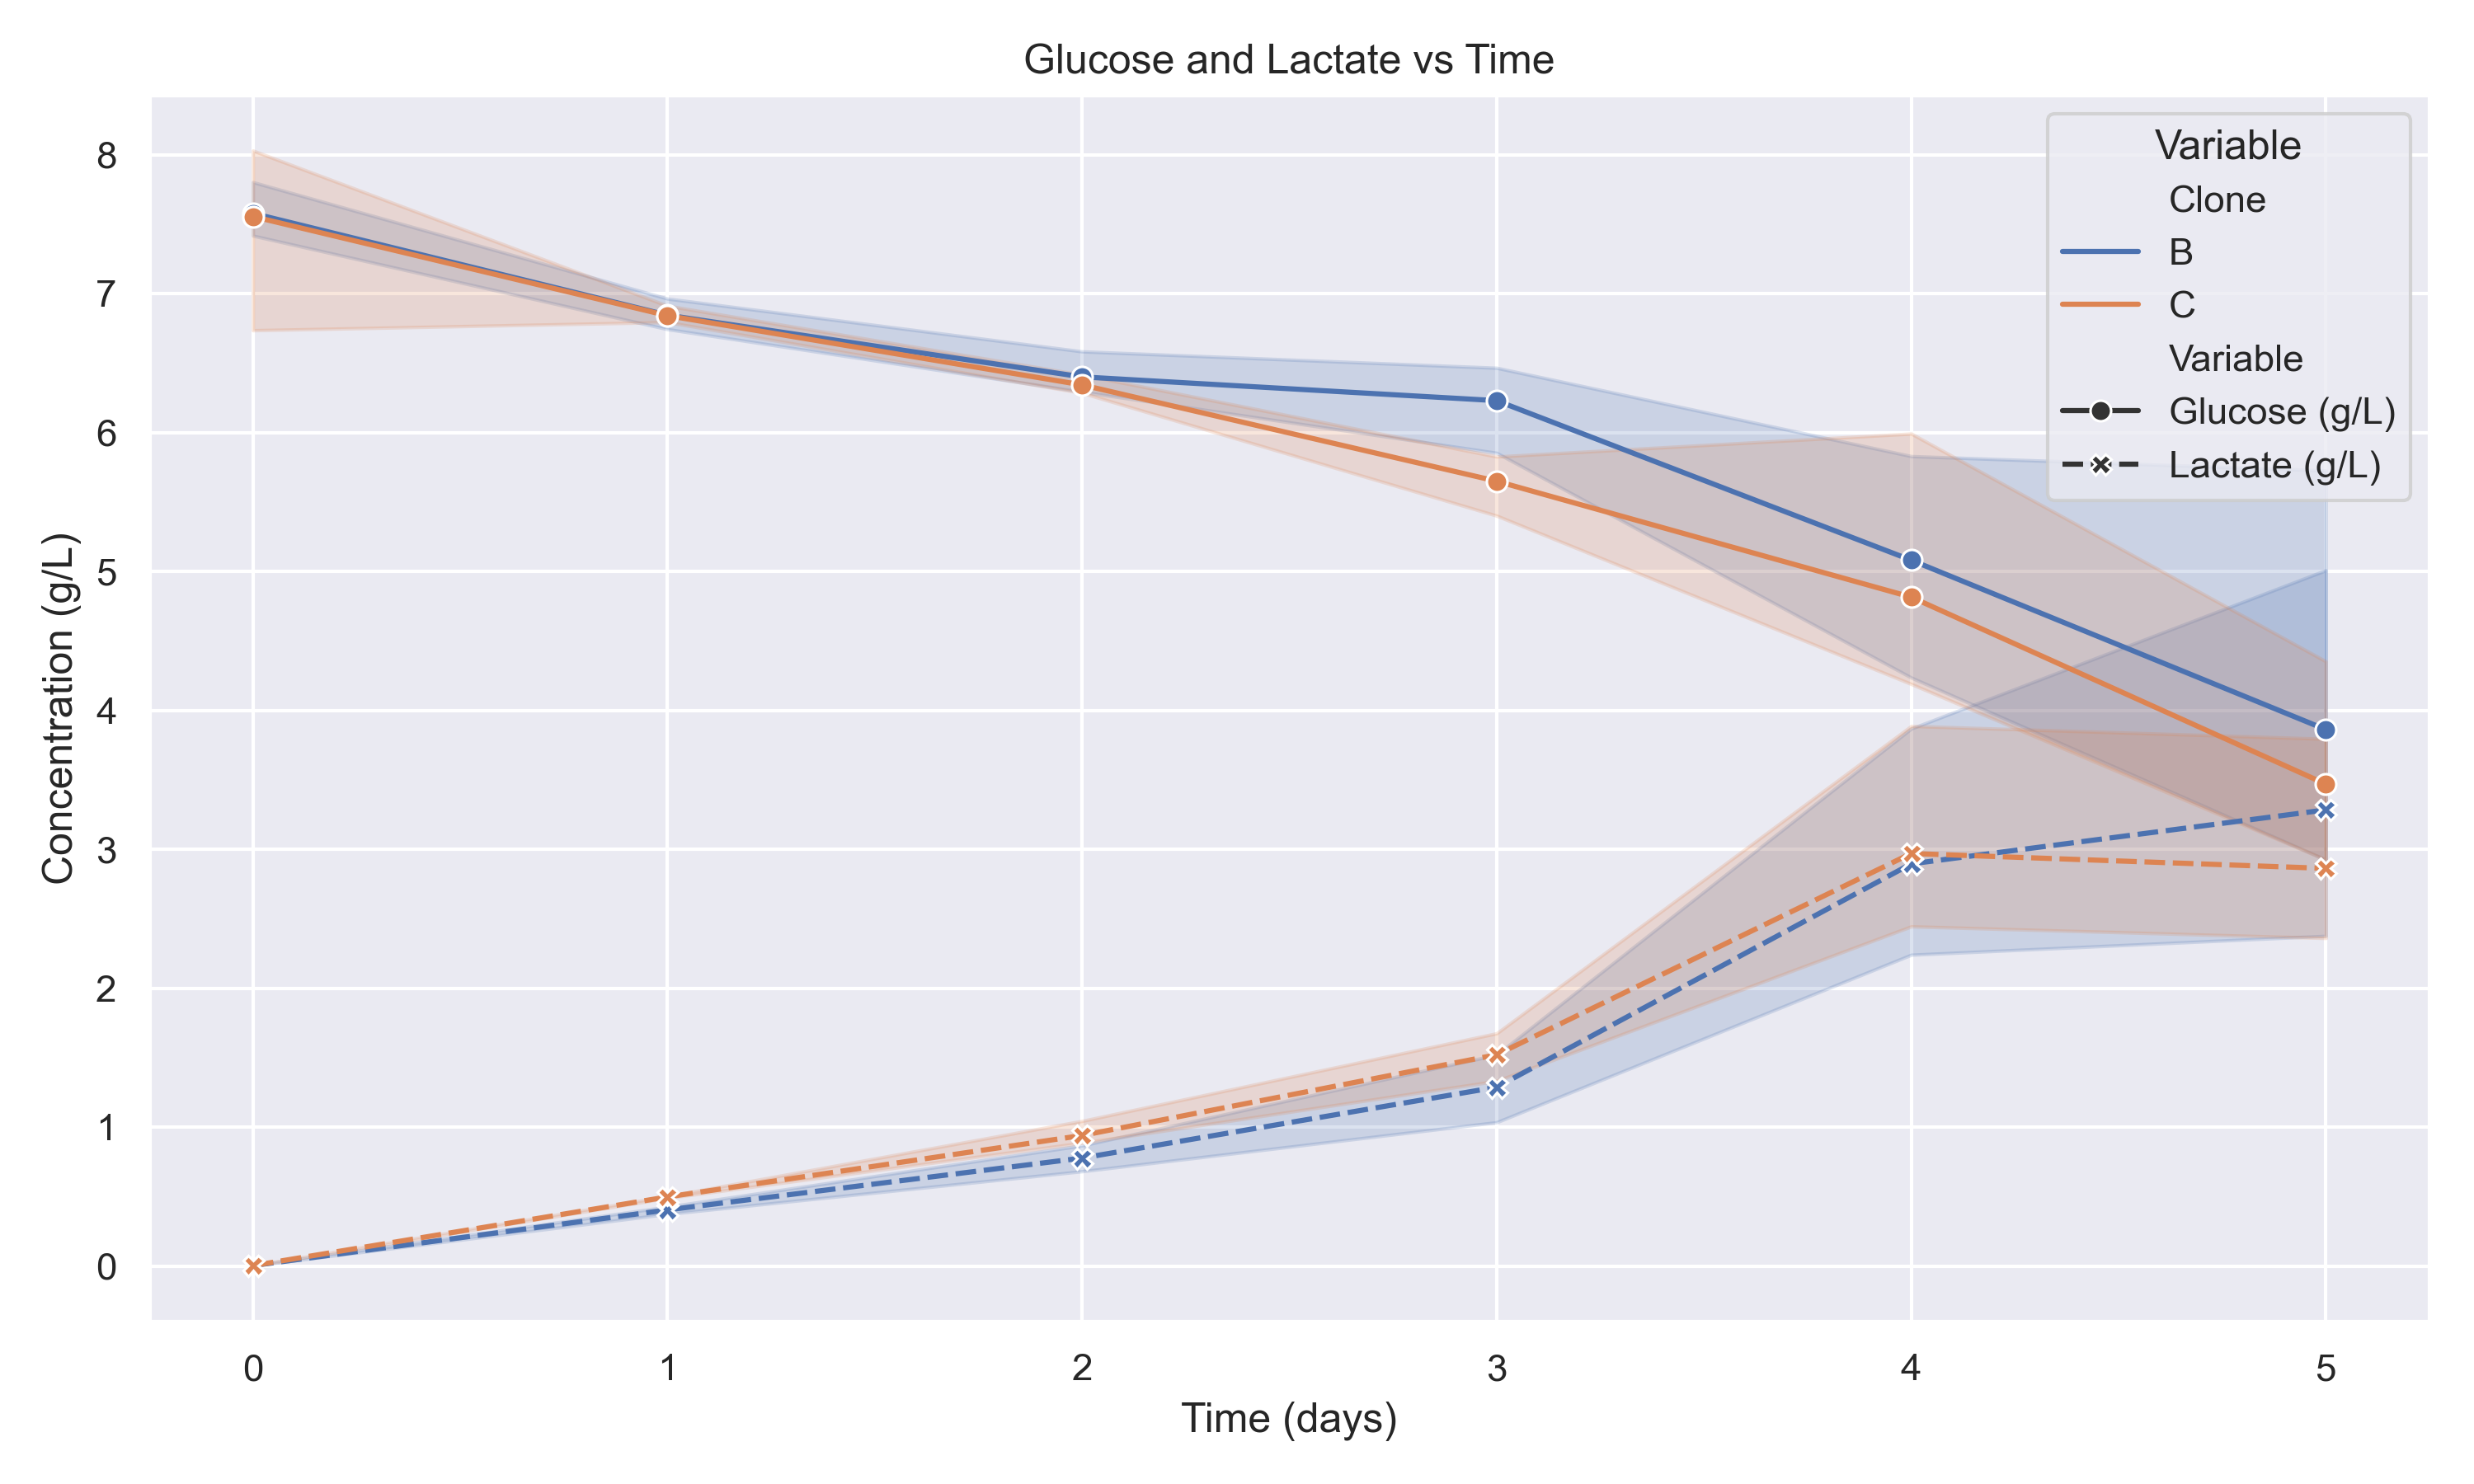 Glucose and Lactate vs Time
Concentration (g/L)
8
7
6
5
4
3
2
1
0
Variable
Clone
B
C
Variable
Glucose (g/L)
Lactate (g/L)
0 1 2 3 4 5
Time (days)